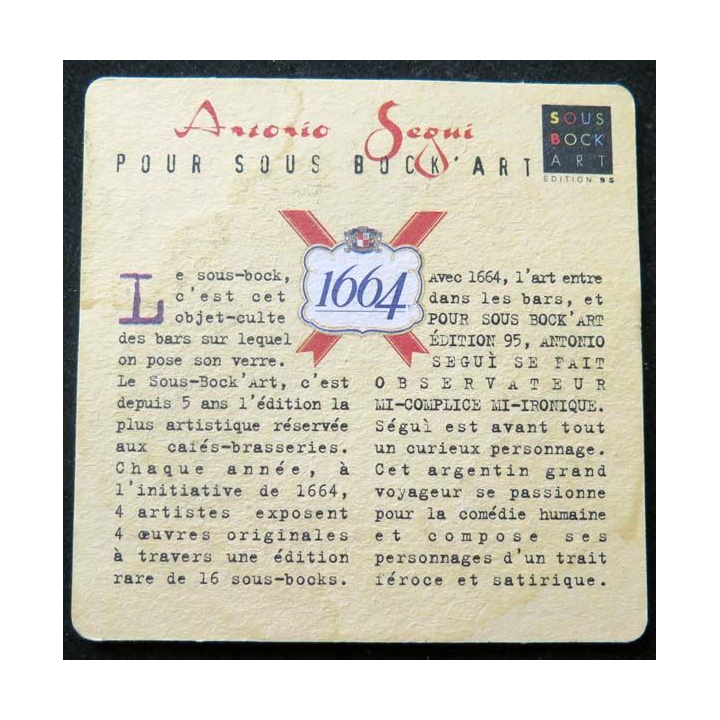 Antonio Segui
POUR SOUS BOCK'ART
SOUS
BOCK
ART
EDITION 95
1664
Le sous-bock,
c'est cet
objet-culte
des bars sur lequel
on pose son verre.
Le Sous-Bock'Art, c'est
depuis 5 ans l'édition la
plus artistique réservée
aux cafés-brasseries.
Chaque année, à
l'initiative de 1664,
4 artistes exposent
4 œuvres originales
à travers une édition
rare de 16 sous-bocks.
Avec 1664, l'art entre
dans les bars, et
POUR SOUS BOCK'ART
ÉDITION 95, ANTONIO
SEGUÌ SE FAIT
OBSERVATEUR
MI-COMPLICE MI-IRONIQUE.
Séguì est avant tout
un curieux personnage.
Cet argentin grand
voyageur se passionne
pour la comédie humaine
et compose ses
personnages d'un trait
féroce et satirique.